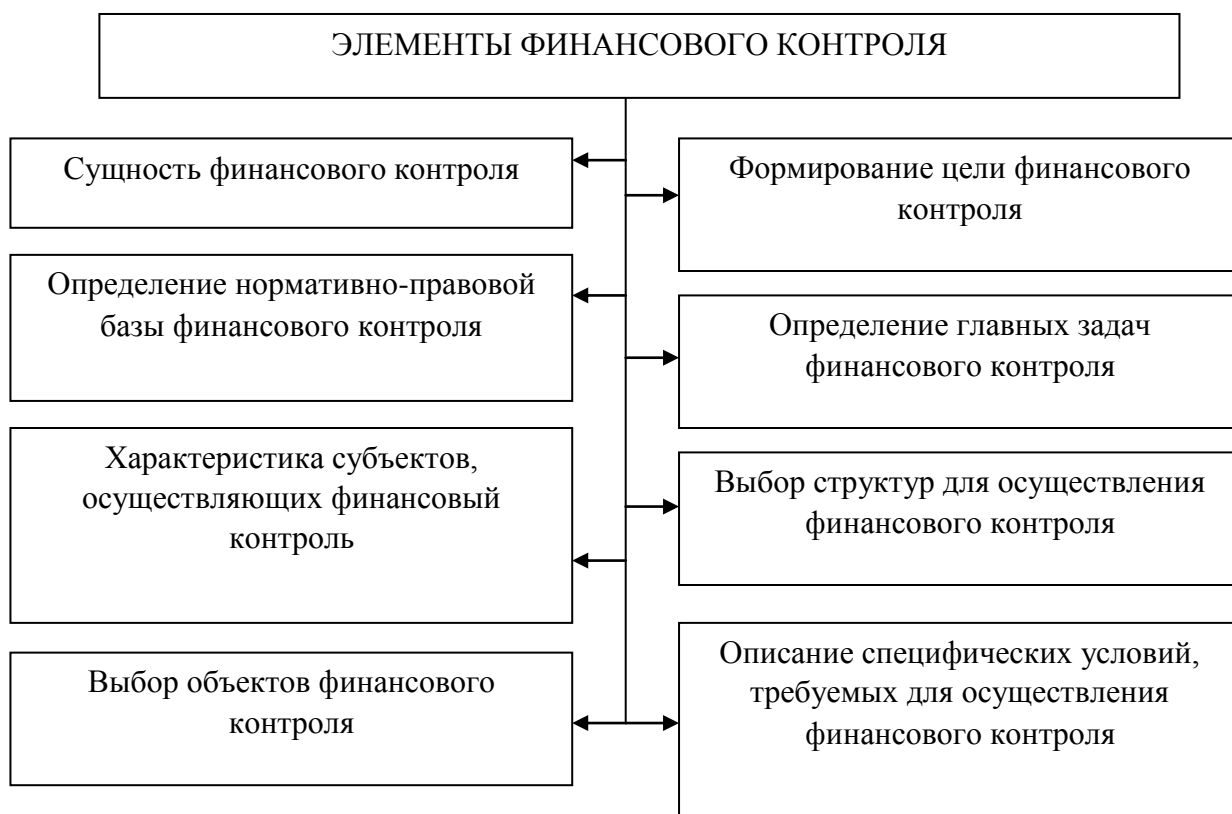 ЭЛЕМЕНТЫ ФИНАНСОВОГО КОНТРОЛЯ
Сущность финансового контроля
Формирование цели финансового
контроля
Определение нормативно-правовой
базы финансового контроля
Определение главных задач
финансового контроля
Характеристика субъектов,
осуществляющих финансовый
контроль
Выбор структур для осуществления
финансового контроля
Выбор объектов финансового
контроля
Описание специфических условий,
требуемых для осуществления
финансового контроля